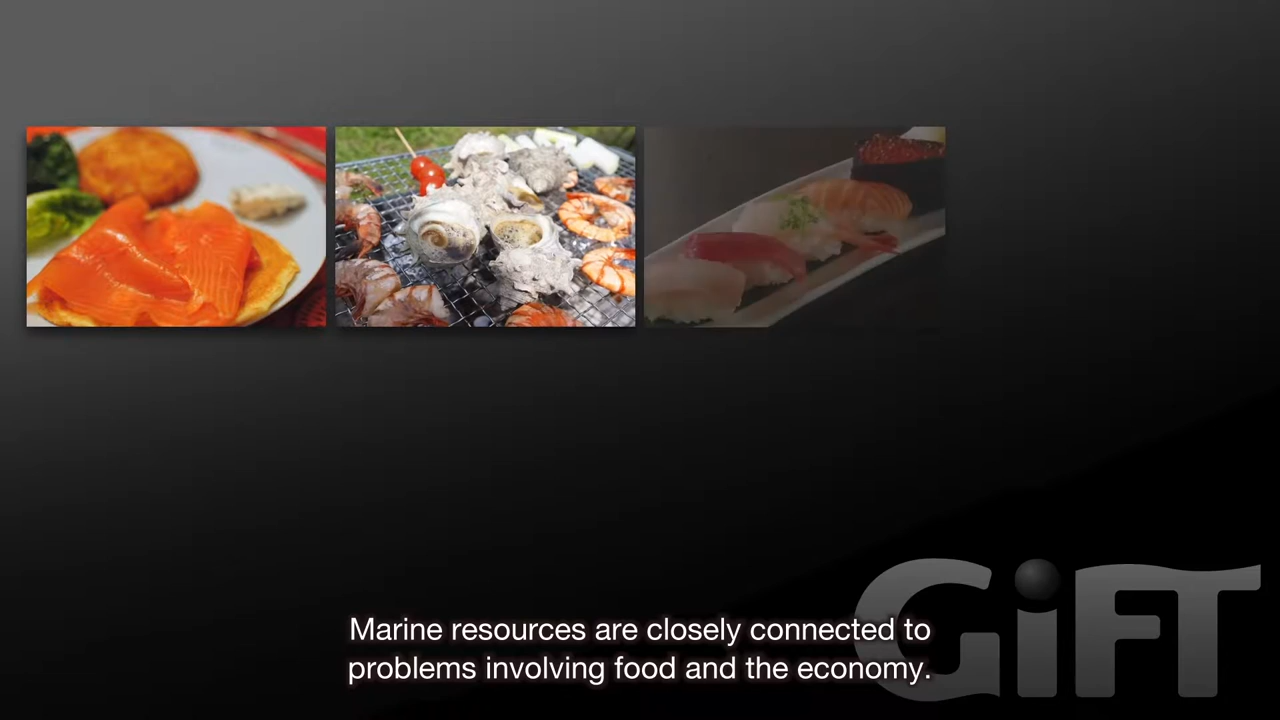 Marine resources are closely connected to
problems involving food and the economy.
GiFT